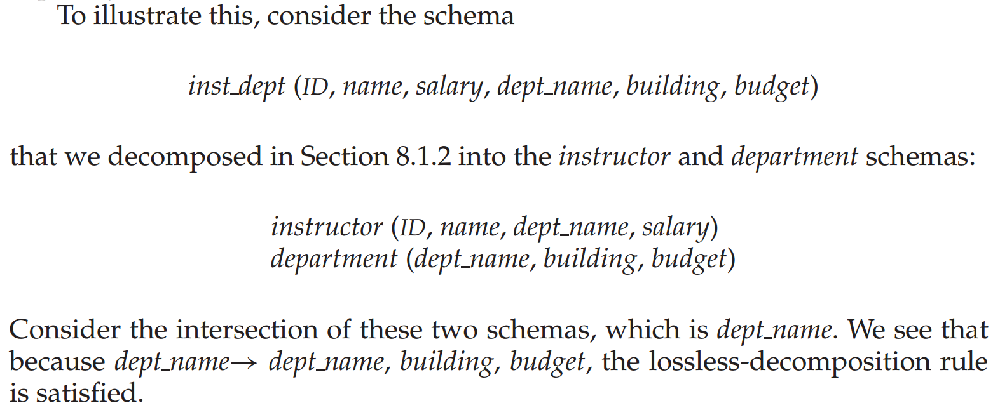 To illustrate this, consider the schema
inst_dept (ID, name, salary, dept_name, building, budget)
that we decomposed in Section 8.1.2 into the instructor and department schemas:
instructor (ID, name, dept_name, salary)
department (dept_name, building, budget)
Consider the intersection of these two schemas, which is dept_name. We see that
because dept_name→ dept_name, building, budget, the lossless-decomposition rule
is satisfied.